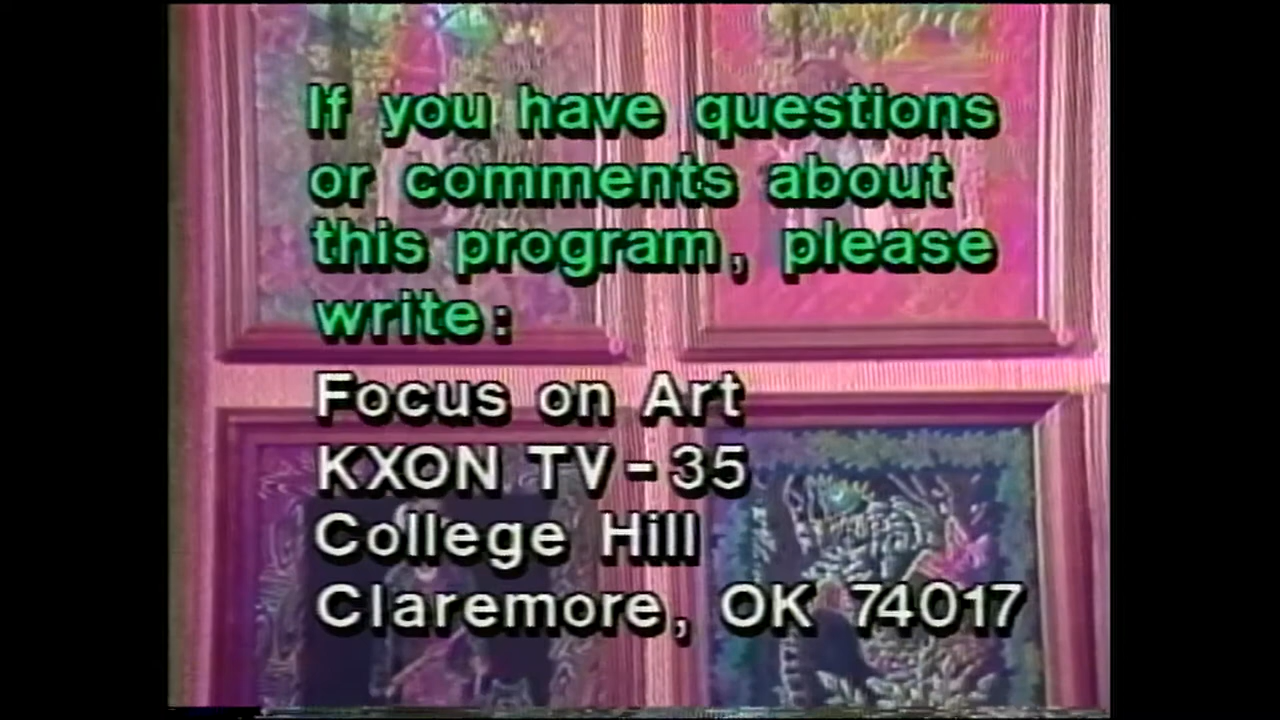 If you have questions
or comments about
this program, please
write:
Focus on Art
KXON TV-35
College Hill
Claremore, OK 74017